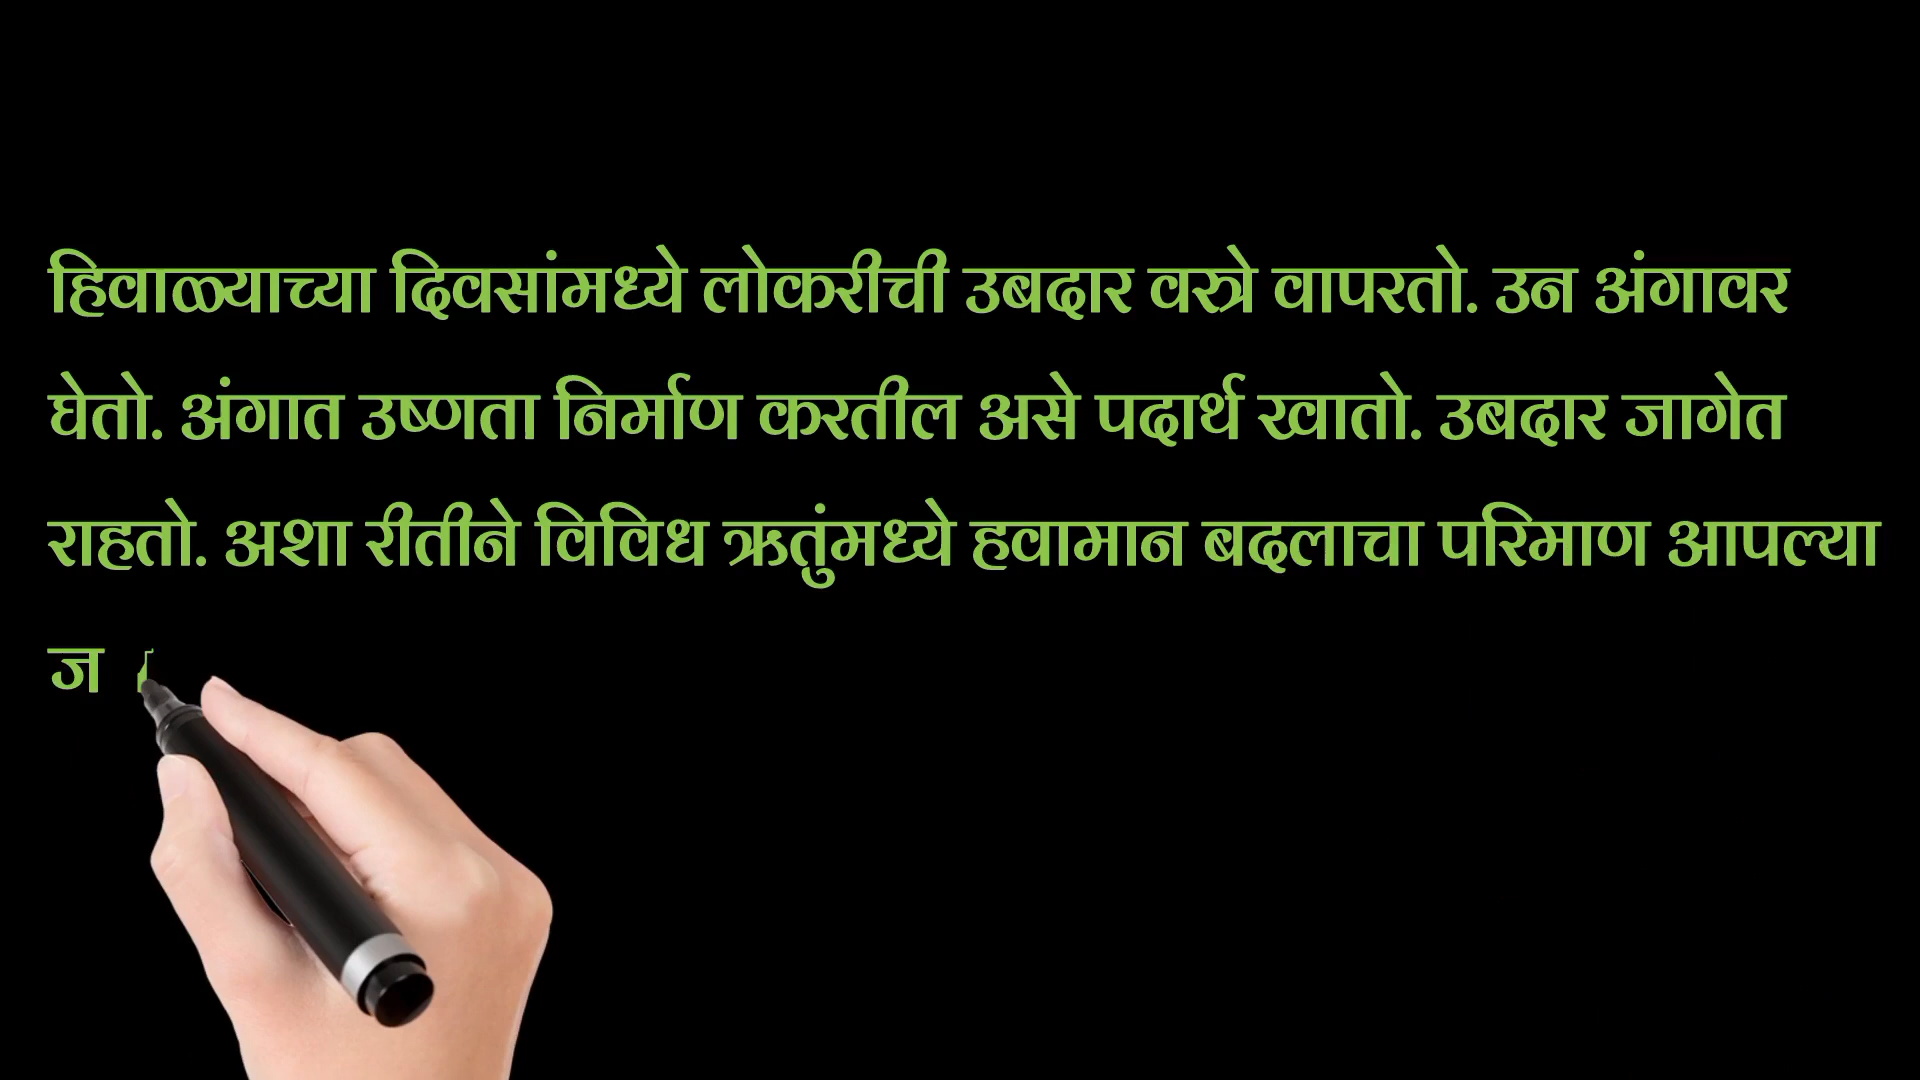 हिवाळ्याच्या दिवसांमध्ये लोकरीची उबदार वस्त्रे वापरतो. उन अंगावर
घेतो. अंगात उष्णता निर्माण करतील असे पदार्थ खातो. उबदार जागेत
राहतो. अशा रीतीने विविध ऋतुंमध्ये हवामान बदलाचा परिमाण आपल्या
ज